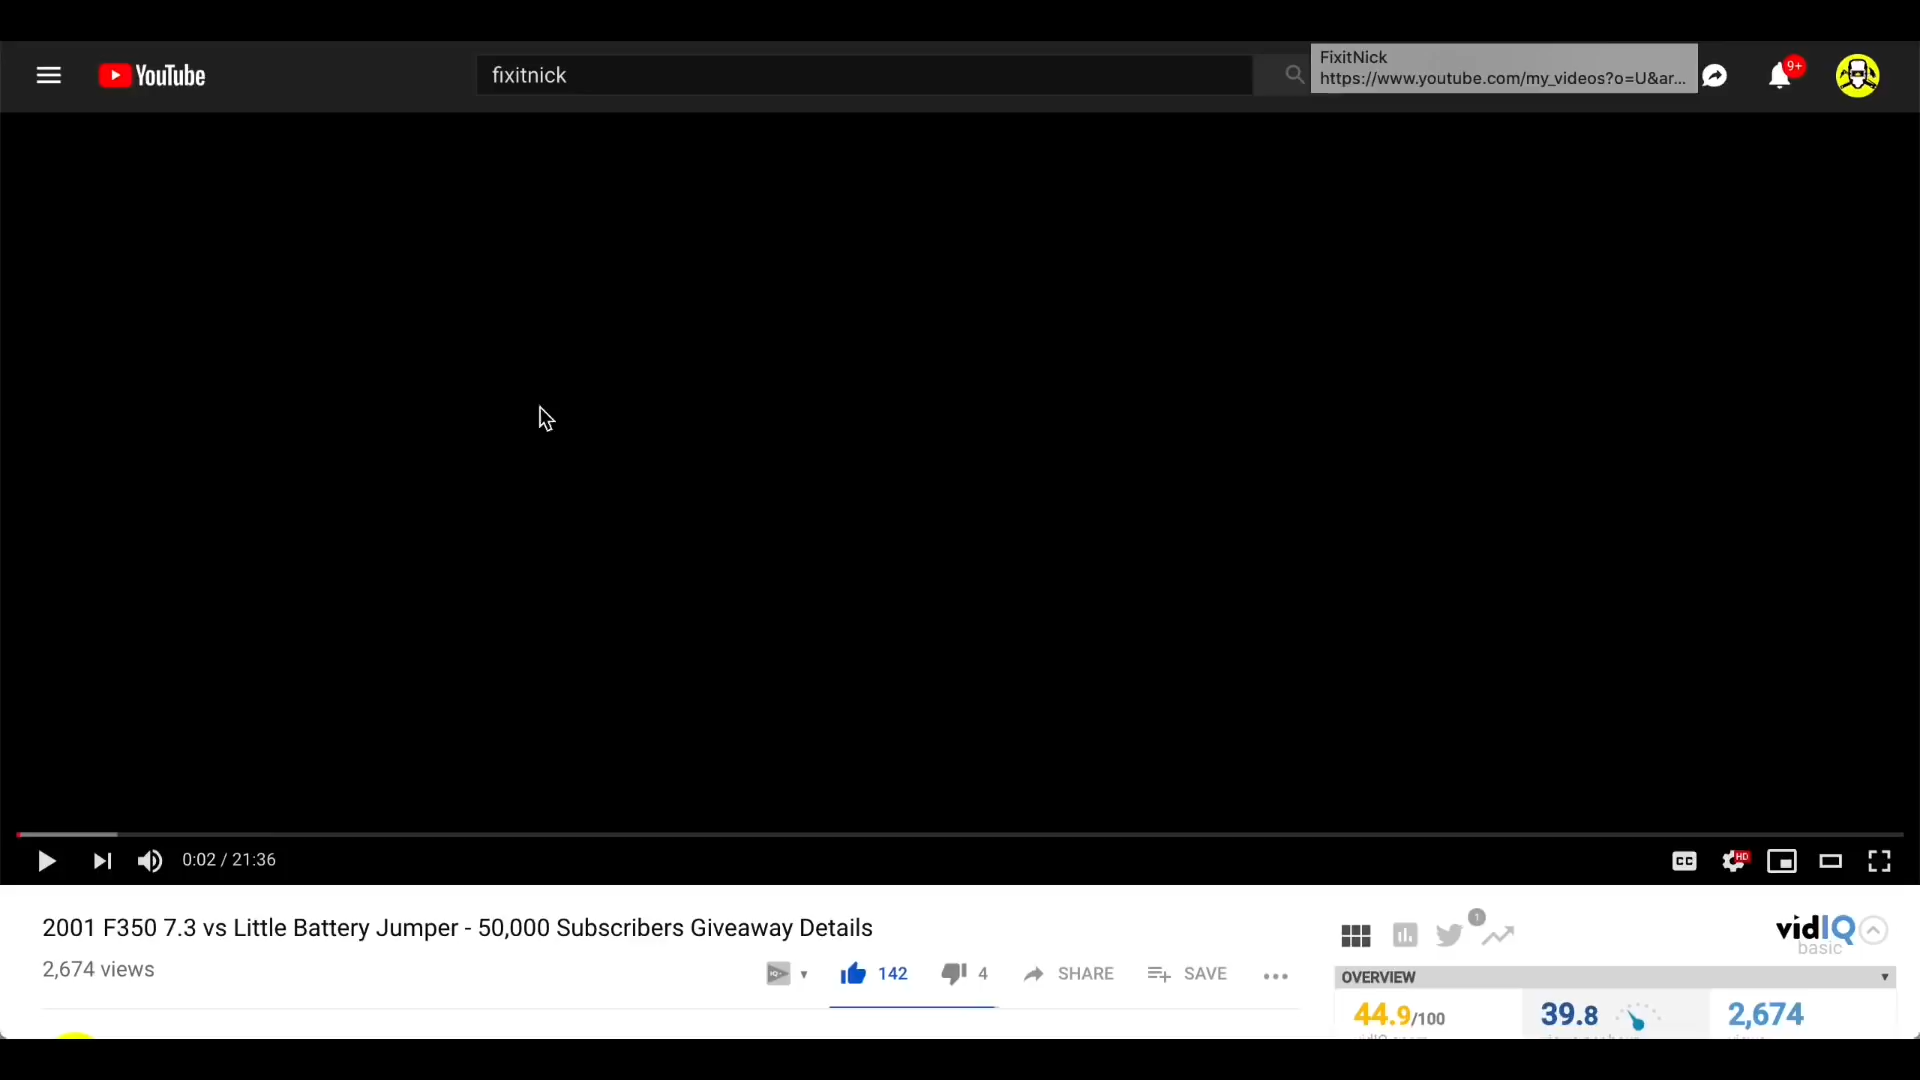 YouTube
fixitnick
FixitNick
https://www.youtube.com/my_videos?o=U&ar...
9+
0:02 / 21:36
CC
HD
2001 F350 7.3 vs Little Battery Jumper - 50,000 Subscribers Giveaway Details
2,674 views
142
4
SHARE
SAVE
1
vidIQ
basic
OVERVIEW
44.9/100
39.8
2,674